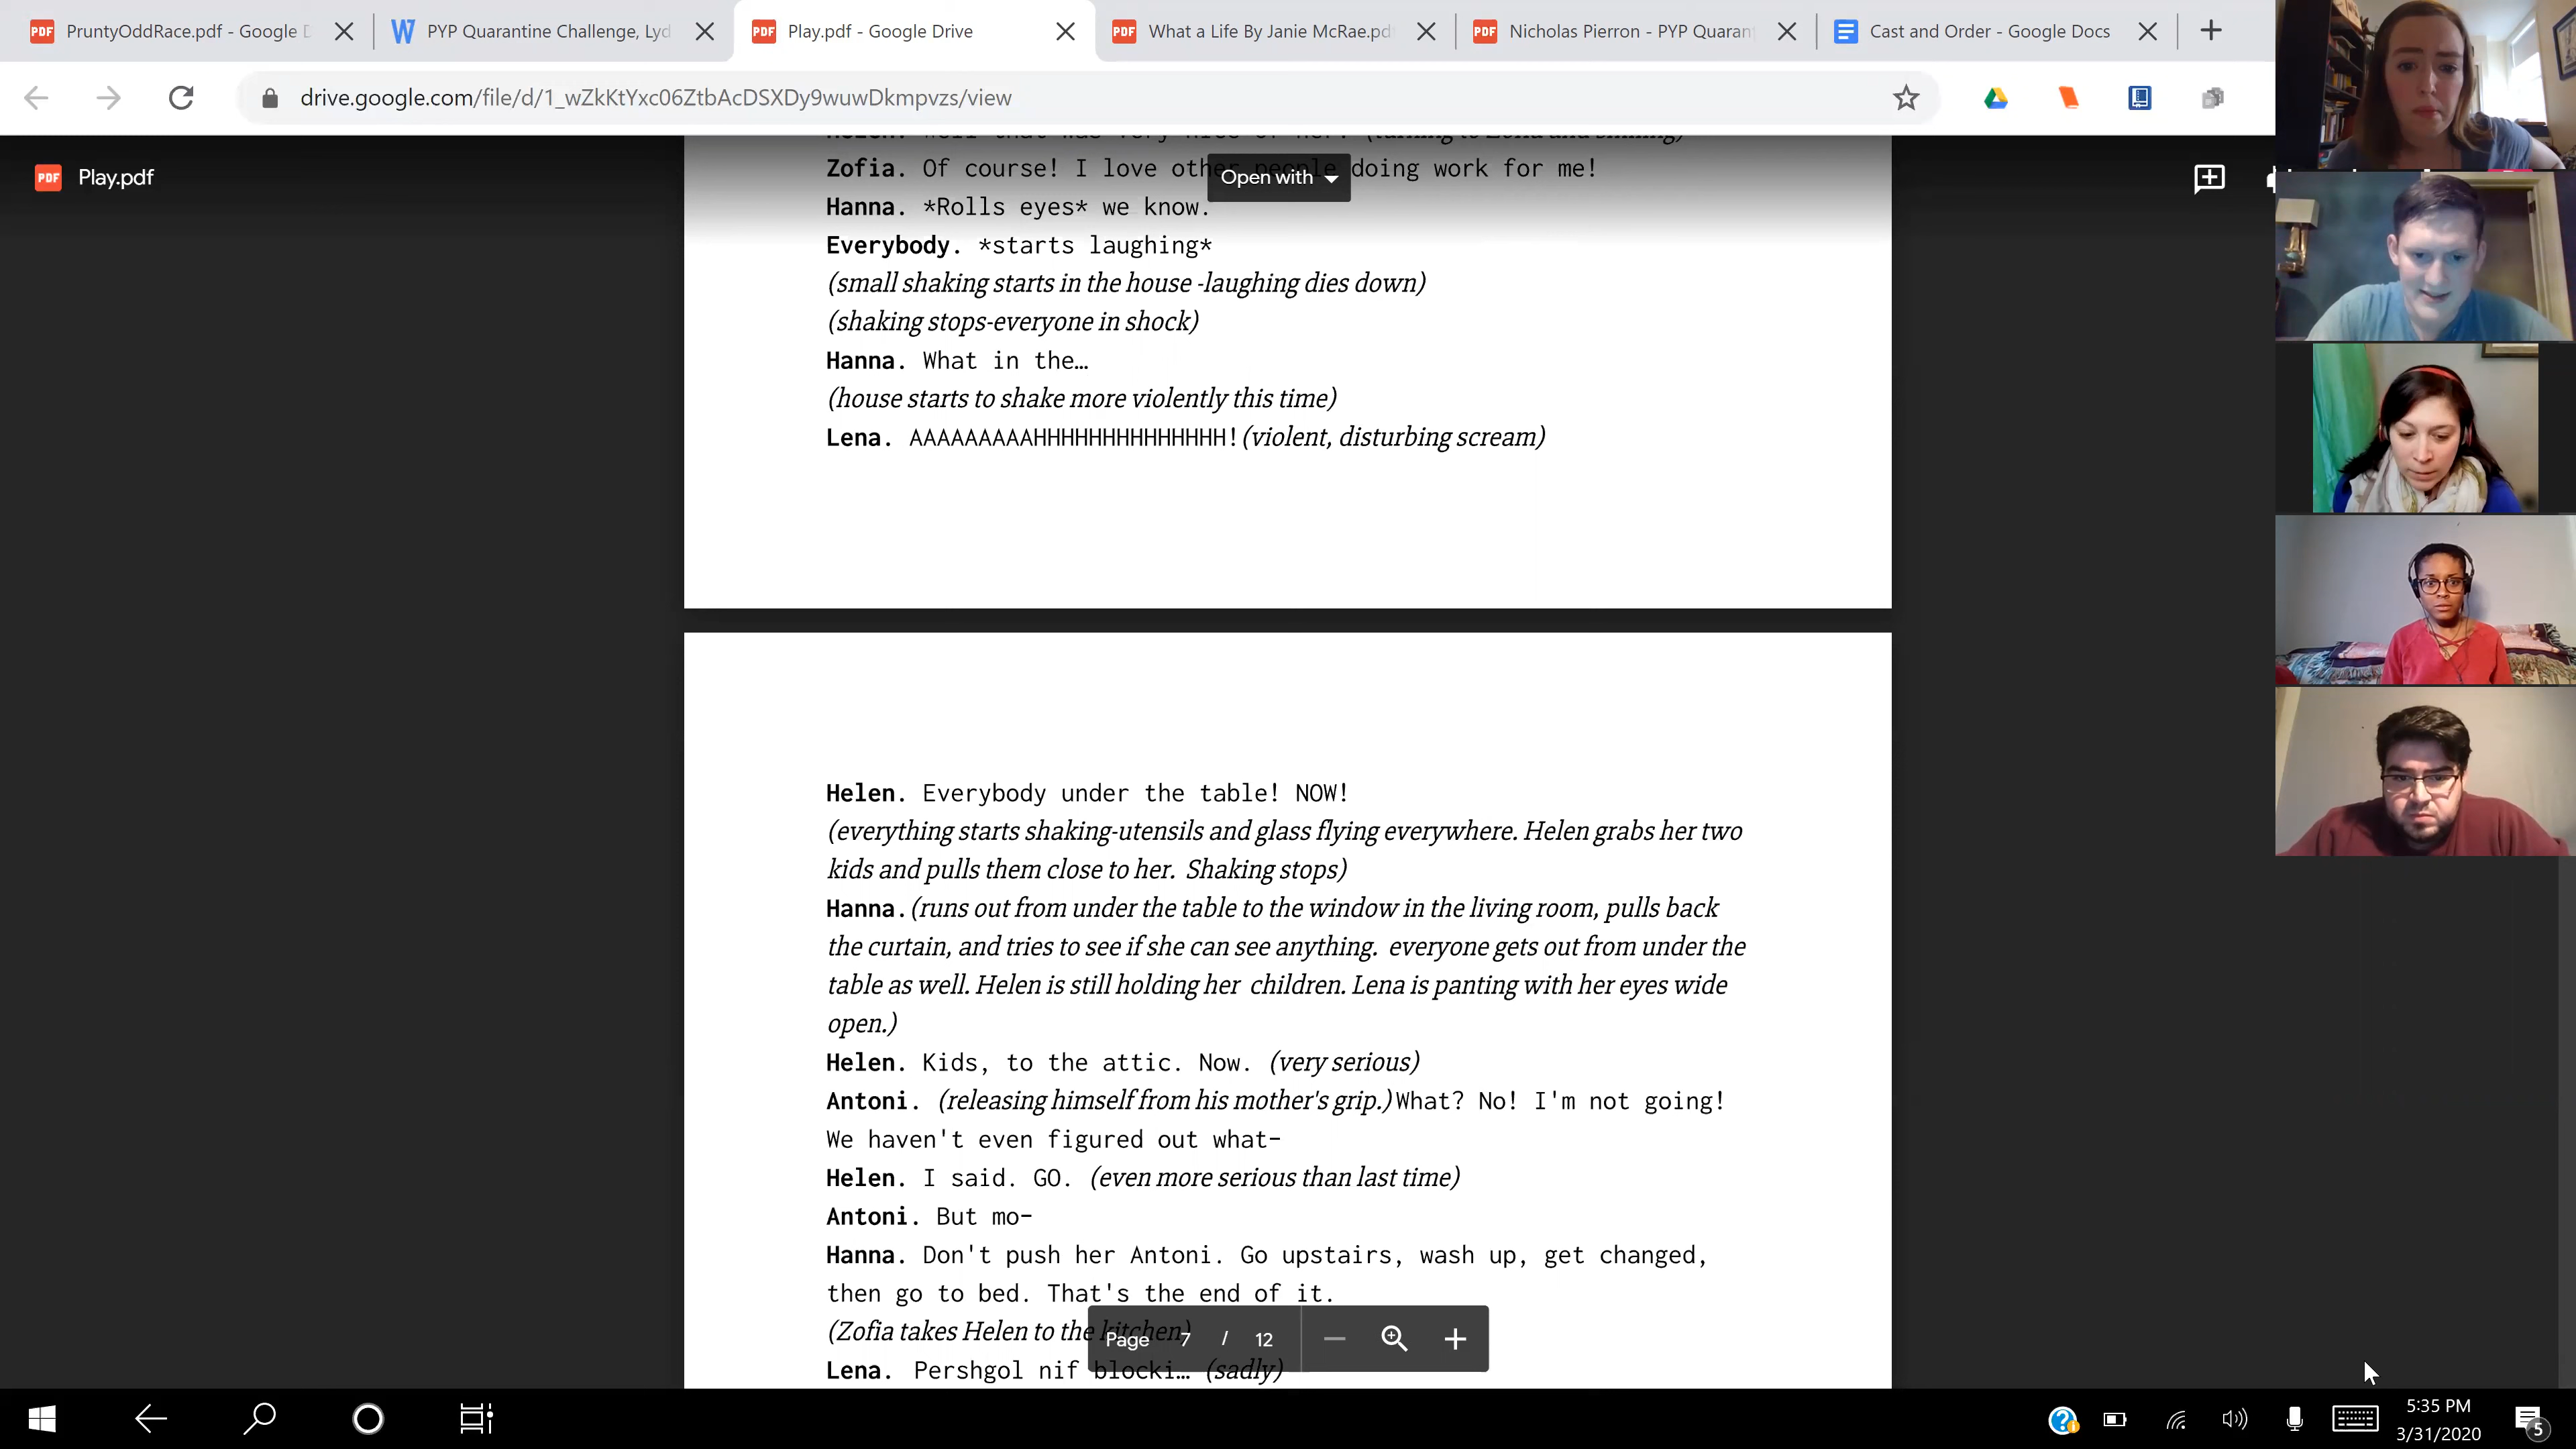 PruntyOddRace.pdf - Google D
PYP Quarantine Challenge, Lyd
Play.pdf - Google Drive
What a Life By Janie McRae.pd
Nicholas Pierron - PYP Quaran
Cast and Order - Google Docs
drive.google.com/file/d/1_wZkKtYxc06ZtbAcDSXDy9wuwDkmpvzs/view
PDF Play.pdf
Open with
Zofia. Of course! I love other people doing work for me!
Hanna. *Rolls eyes* we know.
Everybody. *starts laughing*
(small shaking starts in the house -laughing dies down)
(shaking stops-everyone in shock)
Hanna. What in the…
(house starts to shake more violently this time)
Lena. AAAAAAAAAHHHHHHHHHHHHHH! (violent, disturbing scream)
Helen. Everybody under the table! NOW!
(everything starts shaking-utensils and glass flying everywhere. Helen grabs her two
kids and pulls them close to her. Shaking stops)
Hanna. (runs out from under the table to the window in the living room, pulls back
the curtain, and tries to see if she can see anything. everyone gets out from under the
table as well. Helen is still holding her children. Lena is panting with her eyes wide
open.)
Helen. Kids, to the attic. Now. (very serious)
Antoni. (releasing himself from his mother's grip.) What? No! I'm not going!
We haven't even figured out what-
Helen. I said. GO. (even more serious than last time)
Antoni. But mo-
Hanna. Don't push her Antoni. Go upstairs, wash up, get changed,
then go to bed. That's the end of it.
(Zofia takes Helen to the kitchen)
Page 7 / 12
Lena. Pershgol nif blocki… (sadly)
5:35 PM
3/31/2020
5